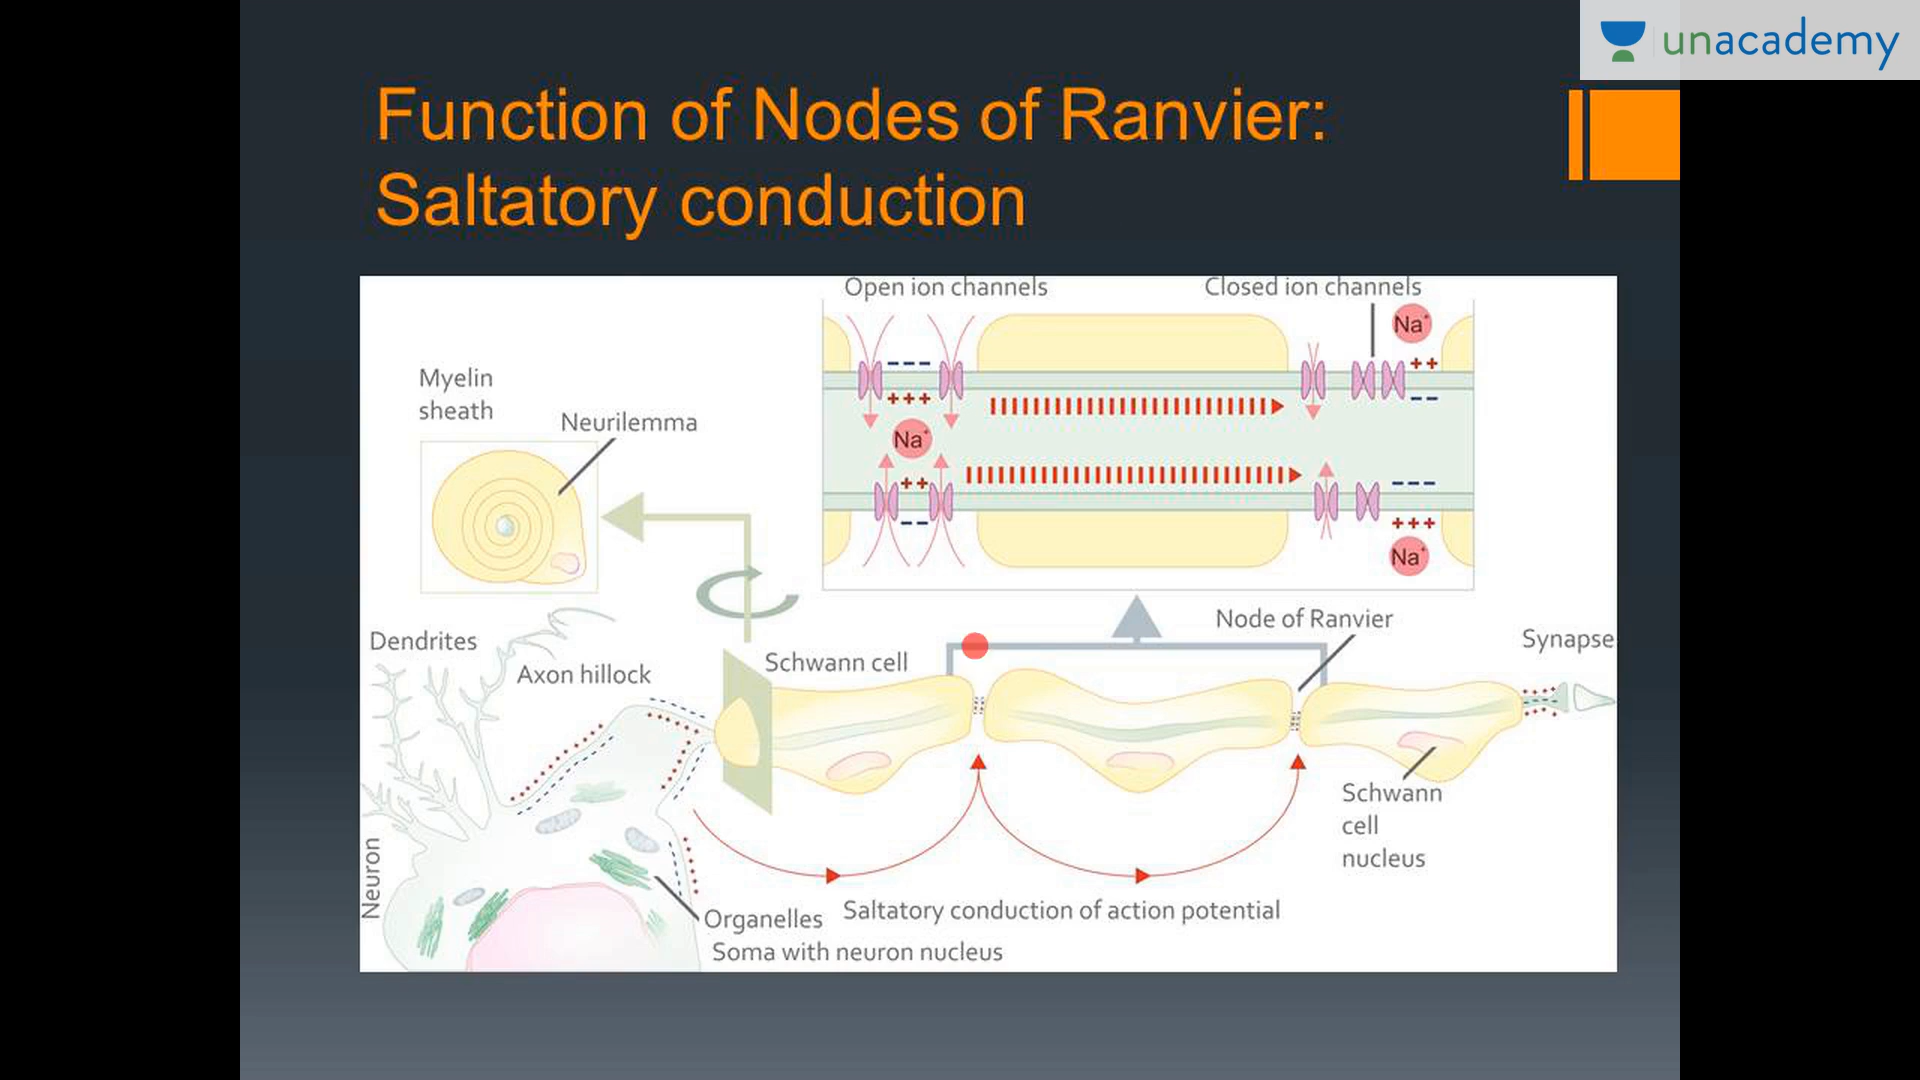 unacademy
Function of Nodes of Ranvier:
Saltatory conduction
Open ion channels
Closed ion channels
Na+
++
--
---
+++
Na+
++
--
---
+++
Na+
Myelin
sheath
Neurilemma
Dendrites
Axon hillock
Schwann cell
Node of Ranvier
Synapse
Neuron
Schwann
cell
nucleus
Organelles
Saltatory conduction of action potential
Soma with neuron nucleus